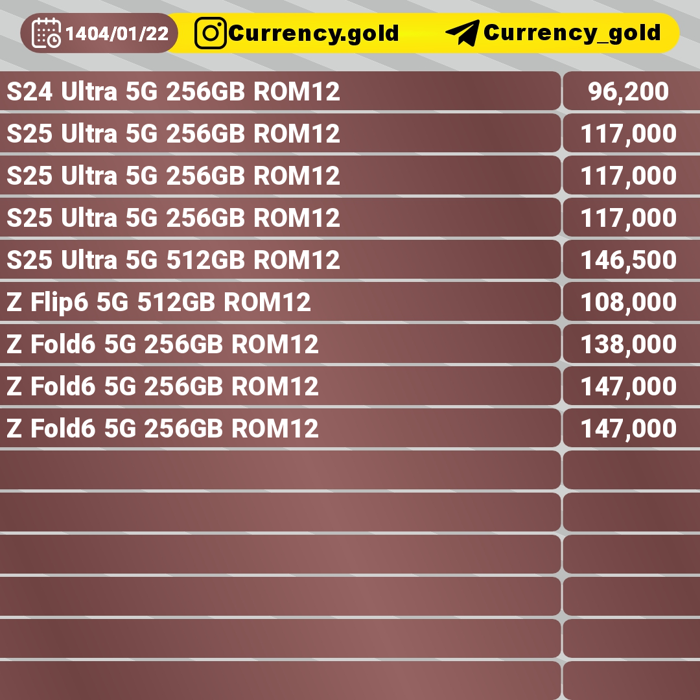 1404/01/22 Currency.gold Currency_gold
S24 Ultra 5G 256GB ROM12 96,200
S25 Ultra 5G 256GB ROM12 117,000
S25 Ultra 5G 256GB ROM12 117,000
S25 Ultra 5G 256GB ROM12 117,000
S25 Ultra 5G 512GB ROM12 146,500
Z Flip6 5G 512GB ROM12 108,000
Z Fold6 5G 256GB ROM12 138,000
Z Fold6 5G 256GB ROM12 147,000
Z Fold6 5G 256GB ROM12 147,000